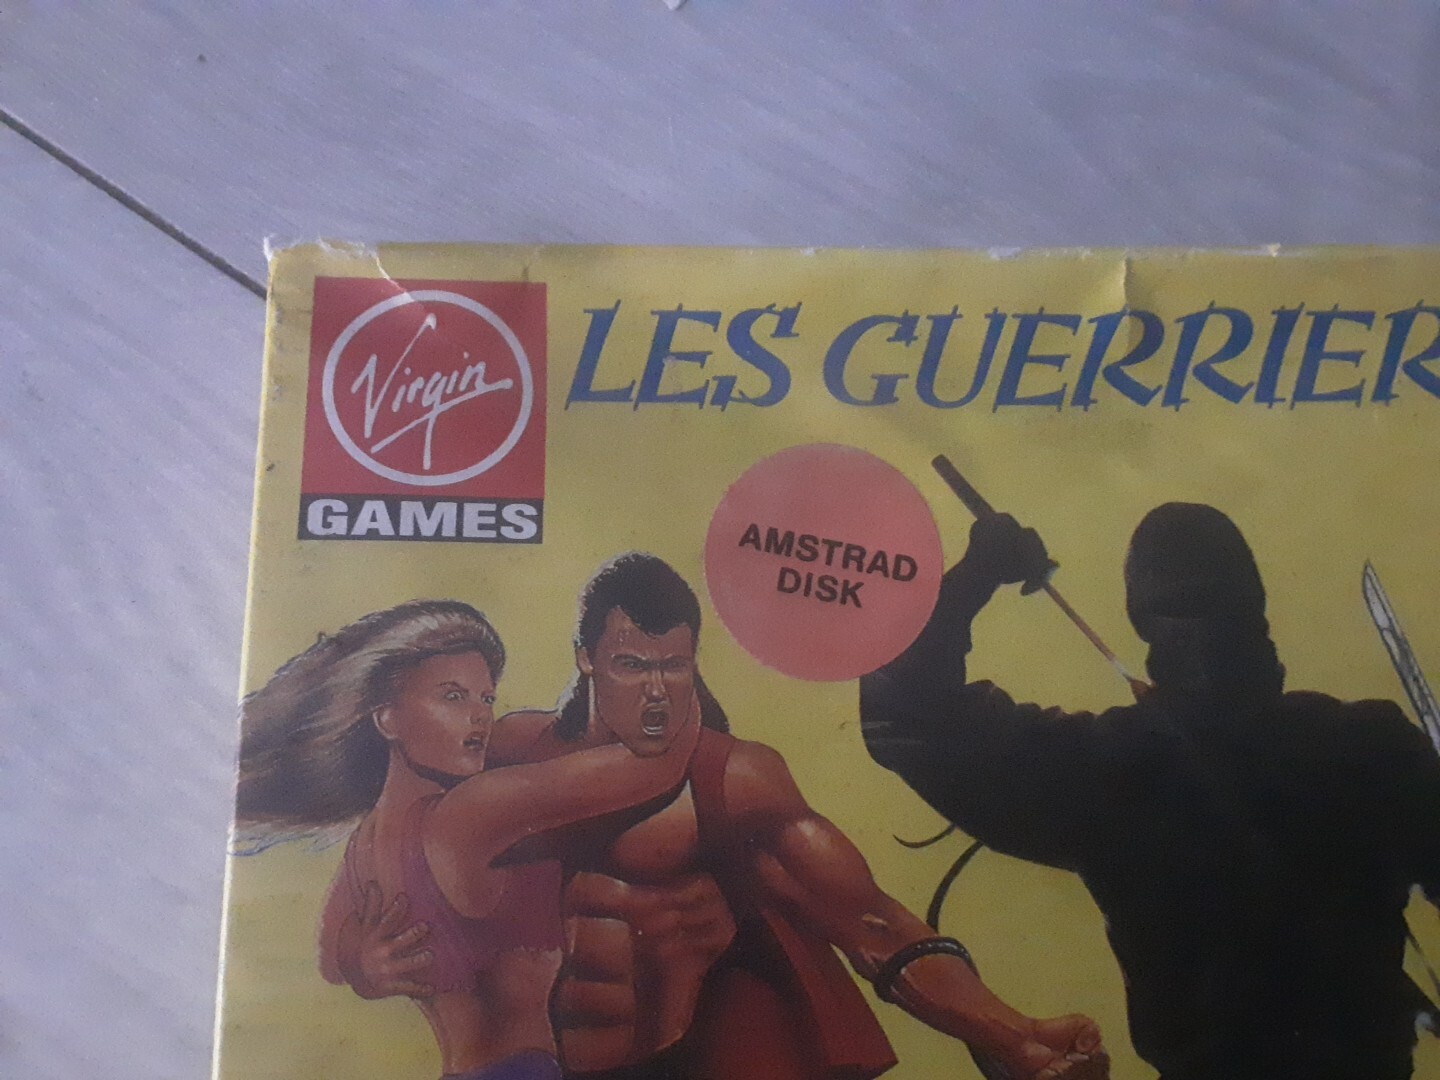 Virgin
GAMES
LES GUERRIER
AMSTRAD
DISK